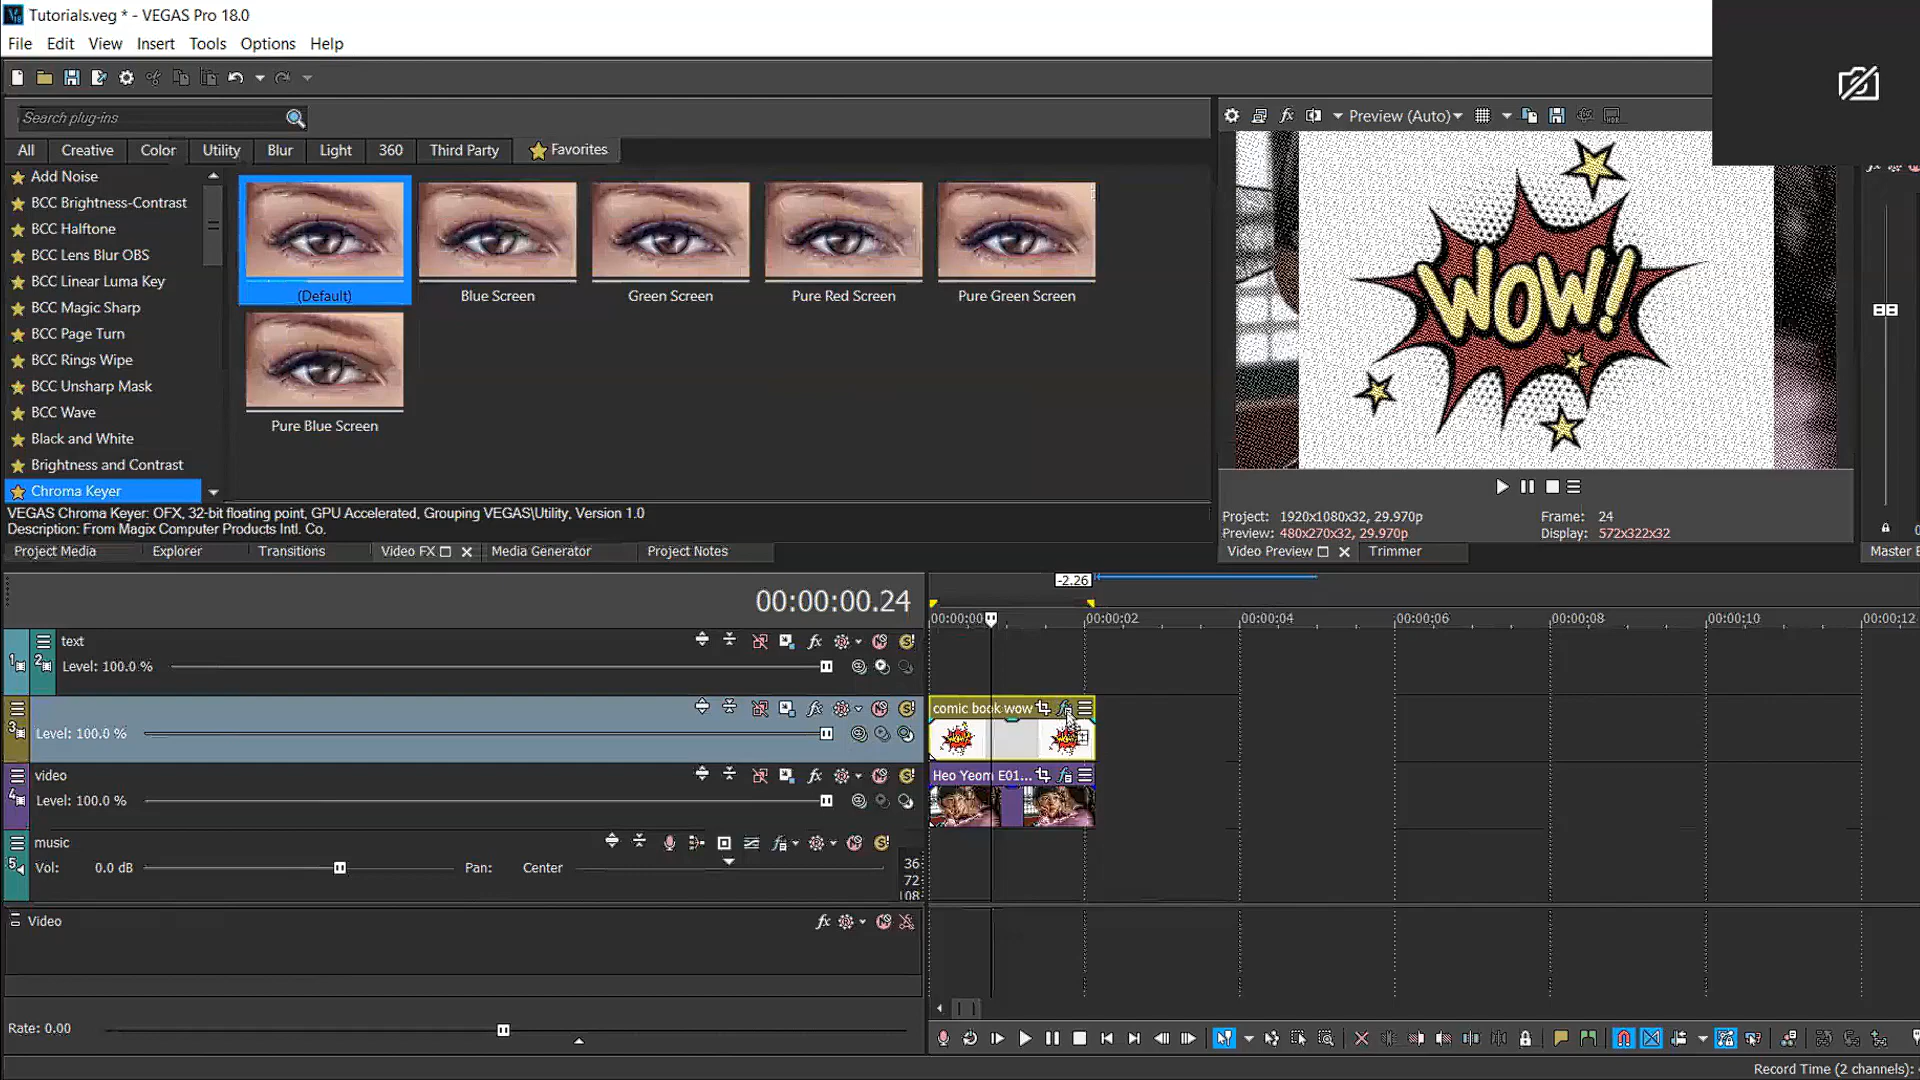 Tutorials.veg * - VEGAS Pro 18.0
File Edit View Insert Tools Options Help
Search plug-ins
All Creative Color Utility Blur Light 360 Third Party Favorites
Add Noise
BCC Brightness-Contrast
BCC Halftone
BCC Lens Blur OBS
BCC Linear Luma Key
BCC Magic Sharp
BCC Page Turn
BCC Rings Wipe
BCC Unsharp Mask
BCC Wave
Black and White
Brightness and Contrast
Chroma Keyer
(Default) Blue Screen Green Screen Pure Red Screen Pure Green Screen
Pure Blue Screen
VEGAS Chroma Keyer: OFX, 32-bit floating point, GPU Accelerated, Grouping VEGAS\Utility, Version 1.0
Description: From Magix Computer Products Intl. Co.
Project Media Explorer Transitions Video FX Media Generator Project Notes
Preview (Auto)
WOW!
Project: 1920x1080x32, 29.970p Frame: 24
Preview: 480x270x32, 29.970p Display: 572x322x32
Video Preview Trimmer
Master
00:00:00.24
-2.26
00:00:00 00:00:02 00:00:04 00:00:06 00:00:08 00:00:10 00:00:12
1 2 text
Level: 100.0 %
comic book wow
3 Level: 100.0 %
video Heo Yeom E01...
4 Level: 100.0 %
music
5 Vol: 0.0 dB Pan: Center
36
72
108
Video
Rate: 0.00
Record Time (2 channels):